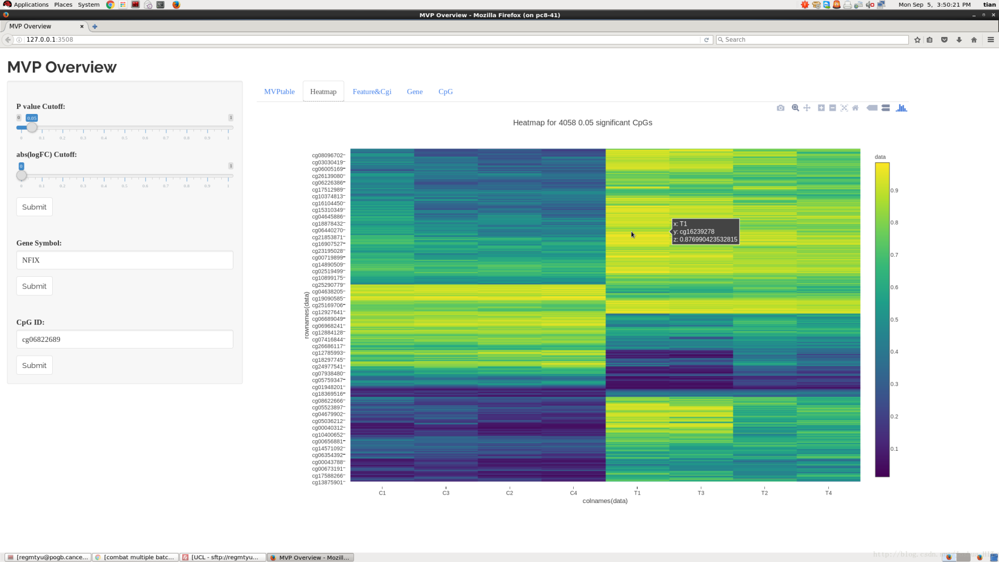 Applications Places System
Mon Sep 5, 3:50:21 PM tian
MVP Overview - Mozilla Firefox (on pc8-41)
MVP Overview
127.0.0.1:3508
Search
MVP Overview
P value Cutoff:
0 0.05 1
0 0.1 0.2 0.3 0.4 0.5 0.6 0.7 0.8 0.9 1
abs(logFC) Cutoff:
0 1
0 0.1 0.2 0.3 0.4 0.5 0.6 0.7 0.8 0.9 1
Submit
Gene Symbol:
NFIX
Submit
CpG ID:
cg06822689
Submit
MVPtable Heatmap Feature&Cgi Gene CpG
Heatmap for 4058 0.05 significant CpGs
rownames(data)
cg08096702
cg03030419
cg06005169
cg26139080
cg06226386
cg17512989
cg10374813
cg16104450
cg15310349
cg04645886
cg18878432
cg06440270
cg21853871
cg16907527
cg23195028
cg00719899
cg14890509
cg02519499
cg10899175
cg25290779
cg04638205
cg19090585
cg25169706
cg12927641
cg06689049
cg06968241
cg12884128
cg07416844
cg26686117
cg12785993
cg18297745
cg24977541
cg07938480
cg05759347
cg01948201
cg18369516
cg08622666
cg05523897
cg04679902
cg05036212
cg00040312
cg10400652
cg00656881
cg14571092
cg06354392
cg00043788
cg00673191
cg17588266
cg13875901
x: T1
y: cg16239278
z: 0.876990423532815
C1 C3 C2 C4 T1 T3 T2 T4
colnames(data)
data
0.9
0.8
0.7
0.6
0.5
0.4
0.3
0.2
0.1
[regmtyu@pogb.cance... [combat multiple batc... [UCL - sftp://regmtyu... MVP Overview - Mozill...